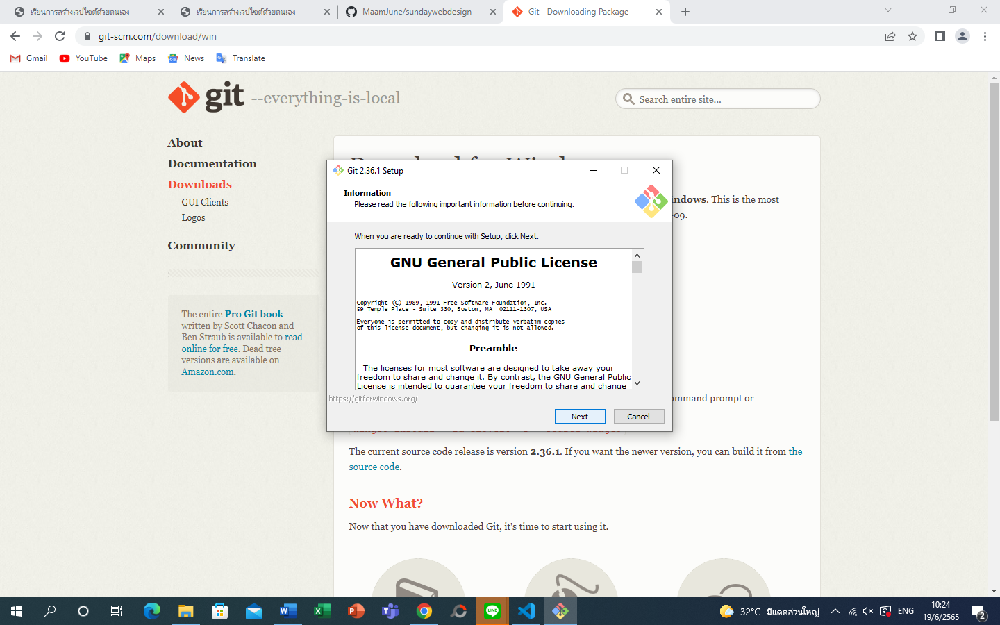 เรียนการสร้างเวปไซต์ด้วยตนเอง
เรียนการสร้างเวปไซต์ด้วยตนเอง
MaamJune/sundaywebdesign
Git - Downloading Package
git-scm.com/download/win
Gmail
YouTube
Maps
News
Translate
git --everything-is-local
Search entire site...
About
Documentation
Downloads
GUI Clients
Logos
Community
The entire Pro Git book
written by Scott Chacon and
Ben Straub is available to read
online for free. Dead tree
versions are available on
Amazon.com.
ndows. This is the most
-09.
Git 2.36.1 Setup
Information
Please read the following important information before continuing.
When you are ready to continue with Setup, click Next.
GNU General Public License
Version 2, June 1991
Copyright (C) 1989, 1991 Free Software Foundation, Inc.
59 Temple Place - Suite 330, Boston, MA  02111-1307, USA
Everyone is permitted to copy and distribute verbatim copies
of this license document, but changing it is not allowed.
Preamble
The licenses for most software are designed to take away your
freedom to share and change it. By contrast, the GNU General Public
License is intended to guarantee your freedom to share and change
https://gitforwindows.org/
Next
Cancel
ommand prompt or
The current source code release is version 2.36.1. If you want the newer version, you can build it from the
source code.
Now What?
Now that you have downloaded Git, it's time to start using it.
32°C มีแดดส่วนใหญ่
ENG
10:24
19/6/2565
2